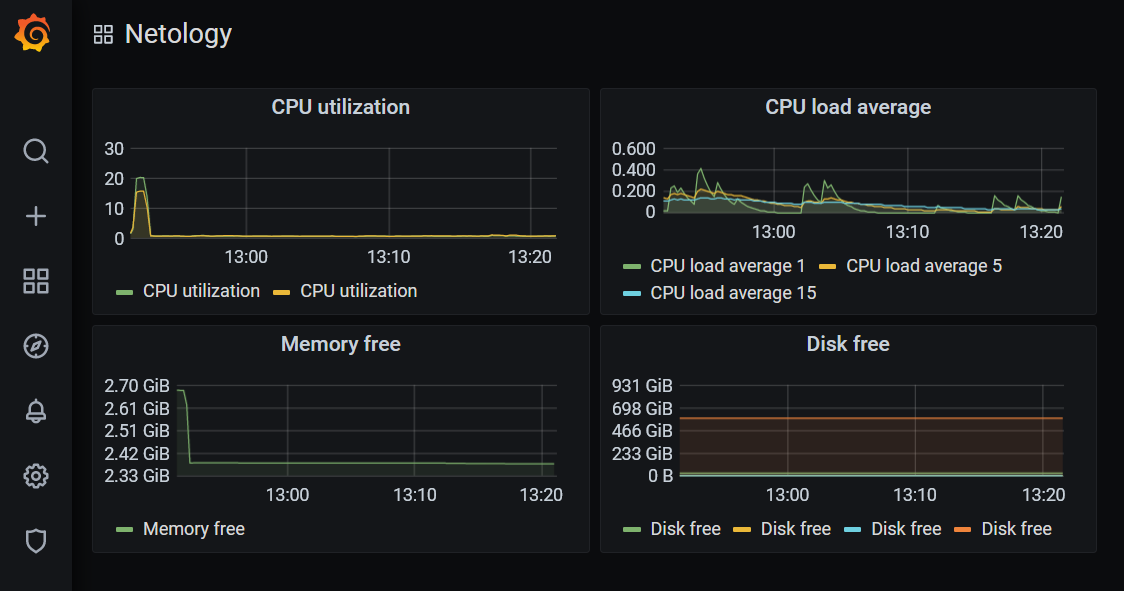 Netology
CPU utilization
30
20
10
0
13:00 13:10 13:20
CPU utilization CPU utilization
CPU load average
0.600
0.400
0.200
0
13:00 13:10 13:20
CPU load average 1 CPU load average 5
CPU load average 15
Memory free
2.70 GiB
2.61 GiB
2.51 GiB
2.42 GiB
2.33 GiB
13:00 13:10 13:20
Memory free
Disk free
931 GiB
698 GiB
466 GiB
233 GiB
0 B
13:00 13:10 13:20
Disk free Disk free Disk free Disk free